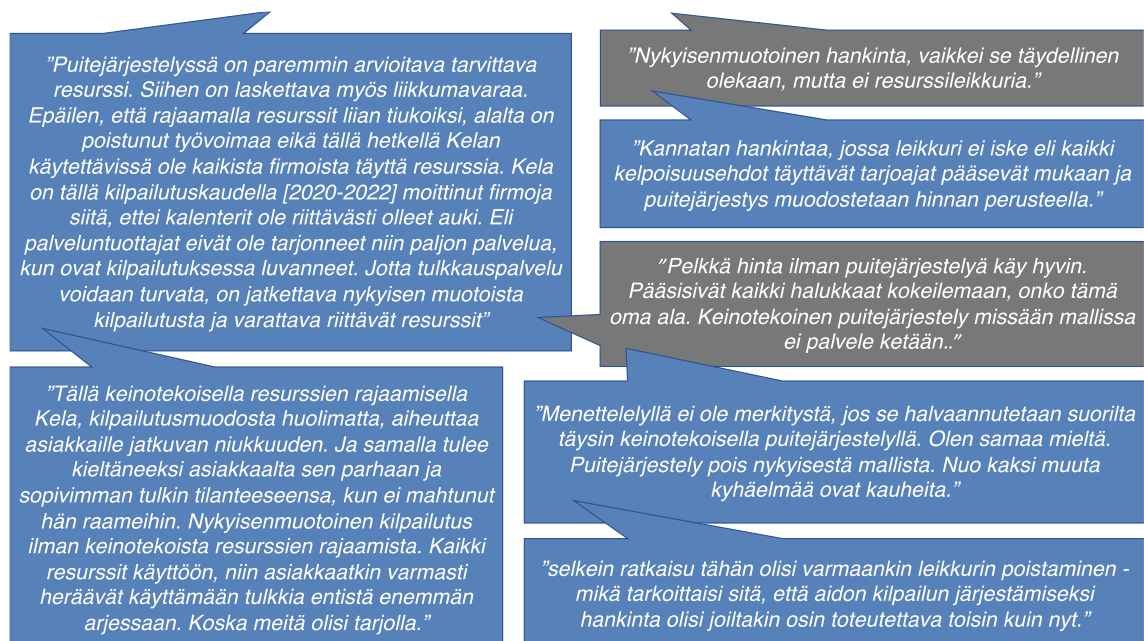 ”Puitejärjestelyssä on paremmin arvioitava tarvittava
resurssi. Siihen on laskettava myös liikkumavaraa.
Epäilen, että rajaamalla resurssit liian tiukoiksi, alalta on
poistunut työvoimaa eikä tällä hetkellä Kelan
käytettävissä ole kaikista firmoista täyttä resurssia. Kela
on tällä kilpailutuskaudella [2020-2022] moittinut firmoja
siitä, ettei kalenterit ole riittävästi olleet auki. Eli
palveluntuottajat eivät ole tarjonneet niin paljon palvelua,
kun ovat kilpailutuksessa luvanneet. Jotta tulkkauspalvelu
voidaan turvata, on jatkettava nykyisen muotoista
kilpailutusta ja varattava riittävät resurssit”
”Tällä keinotekoisella resurssien rajaamisella
Kela, kilpailutusmuodosta huolimatta, aiheuttaa
asiakkaille jatkuvan niukkuuden. Ja samalla tulee
kieltäneeksi asiakkaalta sen parhaan ja
sopivimman tulkin tilanteeseensa, kun ei mahtunut
hän raameihin. Nykyisenmuotoinen kilpailutus
ilman keinotekoista resurssien rajaamista. Kaikki
resurssit käyttöön, niin asiakkaatkin varmasti
heräävät käyttämään tulkkia entistä enemmän
arjessaan. Koska meitä olisi tarjolla.”
”Nykyisenmuotoinen hankinta, vaikkei se täydellinen
olekaan, mutta ei resurssileikkuria.”
”Kannatan hankintaa, jossa leikkuri ei iske eli kaikki
kelpoisuusehdot täyttävät tarjoajat pääsevät mukaan ja
puitejärjestys muodostetaan hinnan perusteella.”
”Pelkkä hinta ilman puitejärjestelyä käy hyvin.
Pääsisivät kaikki halukkaat kokeilemaan, onko tämä
oma ala. Keinotekoinen puitejärjestely missään mallissa
ei palvele ketään..”
”Menettelelyllä ei ole merkitystä, jos se halvaannutetaan suorilta
täysin keinotekoisella puitejärjestelyllä. Olen samaa mieltä.
Puitejärjestely pois nykyisestä mallista. Nuo kaksi muuta
kyhäelmää ovat kauheita.”
”selkein ratkaisu tähän olisi varmaankin leikkurin poistaminen -
mikä tarkoittaisi sitä, että aidon kilpailun järjestämiseksi
hankinta olisi joiltakin osin toteutettava toisin kuin nyt.”